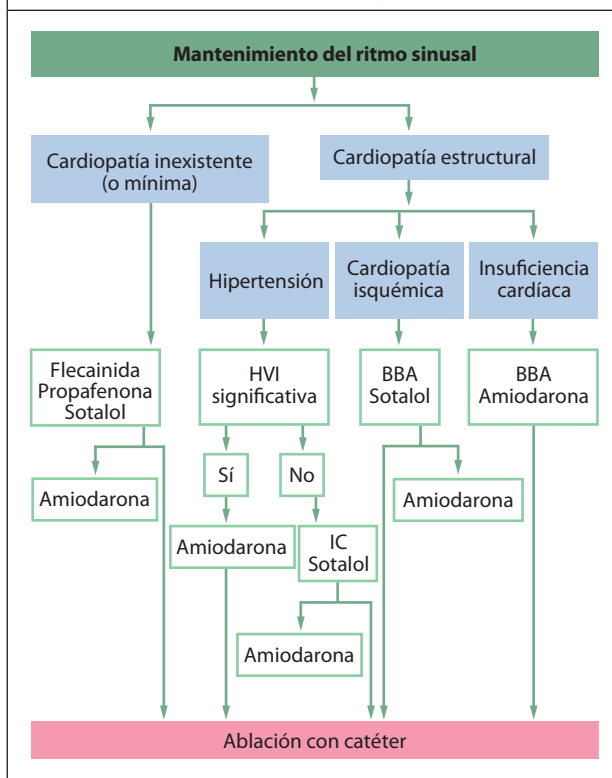 Mantenimiento del ritmo sinusal
Cardiopatía inexistente
(o mínima)
Cardiopatía estructural
Hipertensión
Cardiopatía
isquémica
Insuficiencia
cardíaca
Flecainida
Propafenona
Sotalol
HVI
significativa
BBA
Sotalol
BBA
Amiodarona
Amiodarona
Sí
No
Amiodarona
Amiodarona
IC
Sotalol
Amiodarona
Ablación con catéter